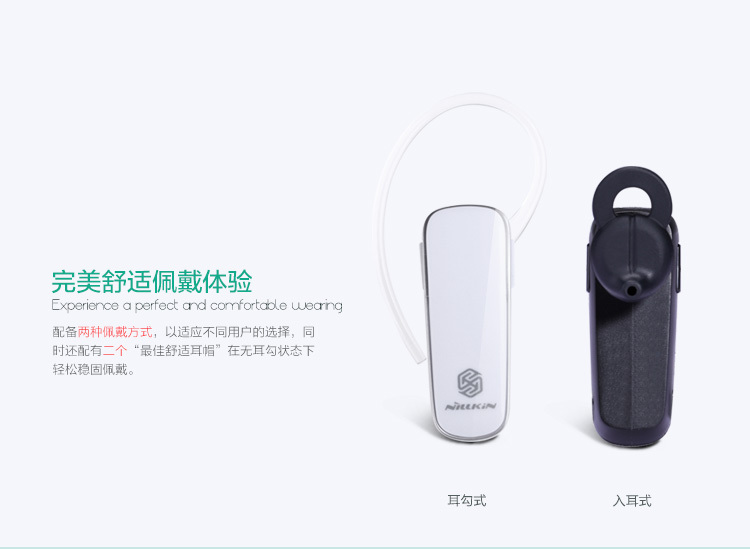 完美舒适佩戴体验
Experience a perfect and comfortable wearing
配备两种佩戴方式，以适应不同用户的选择，同
时还配有二个“最佳舒适耳帽”在无耳勾状态下
轻松稳固佩戴。
NILLKIN
耳勾式
入耳式